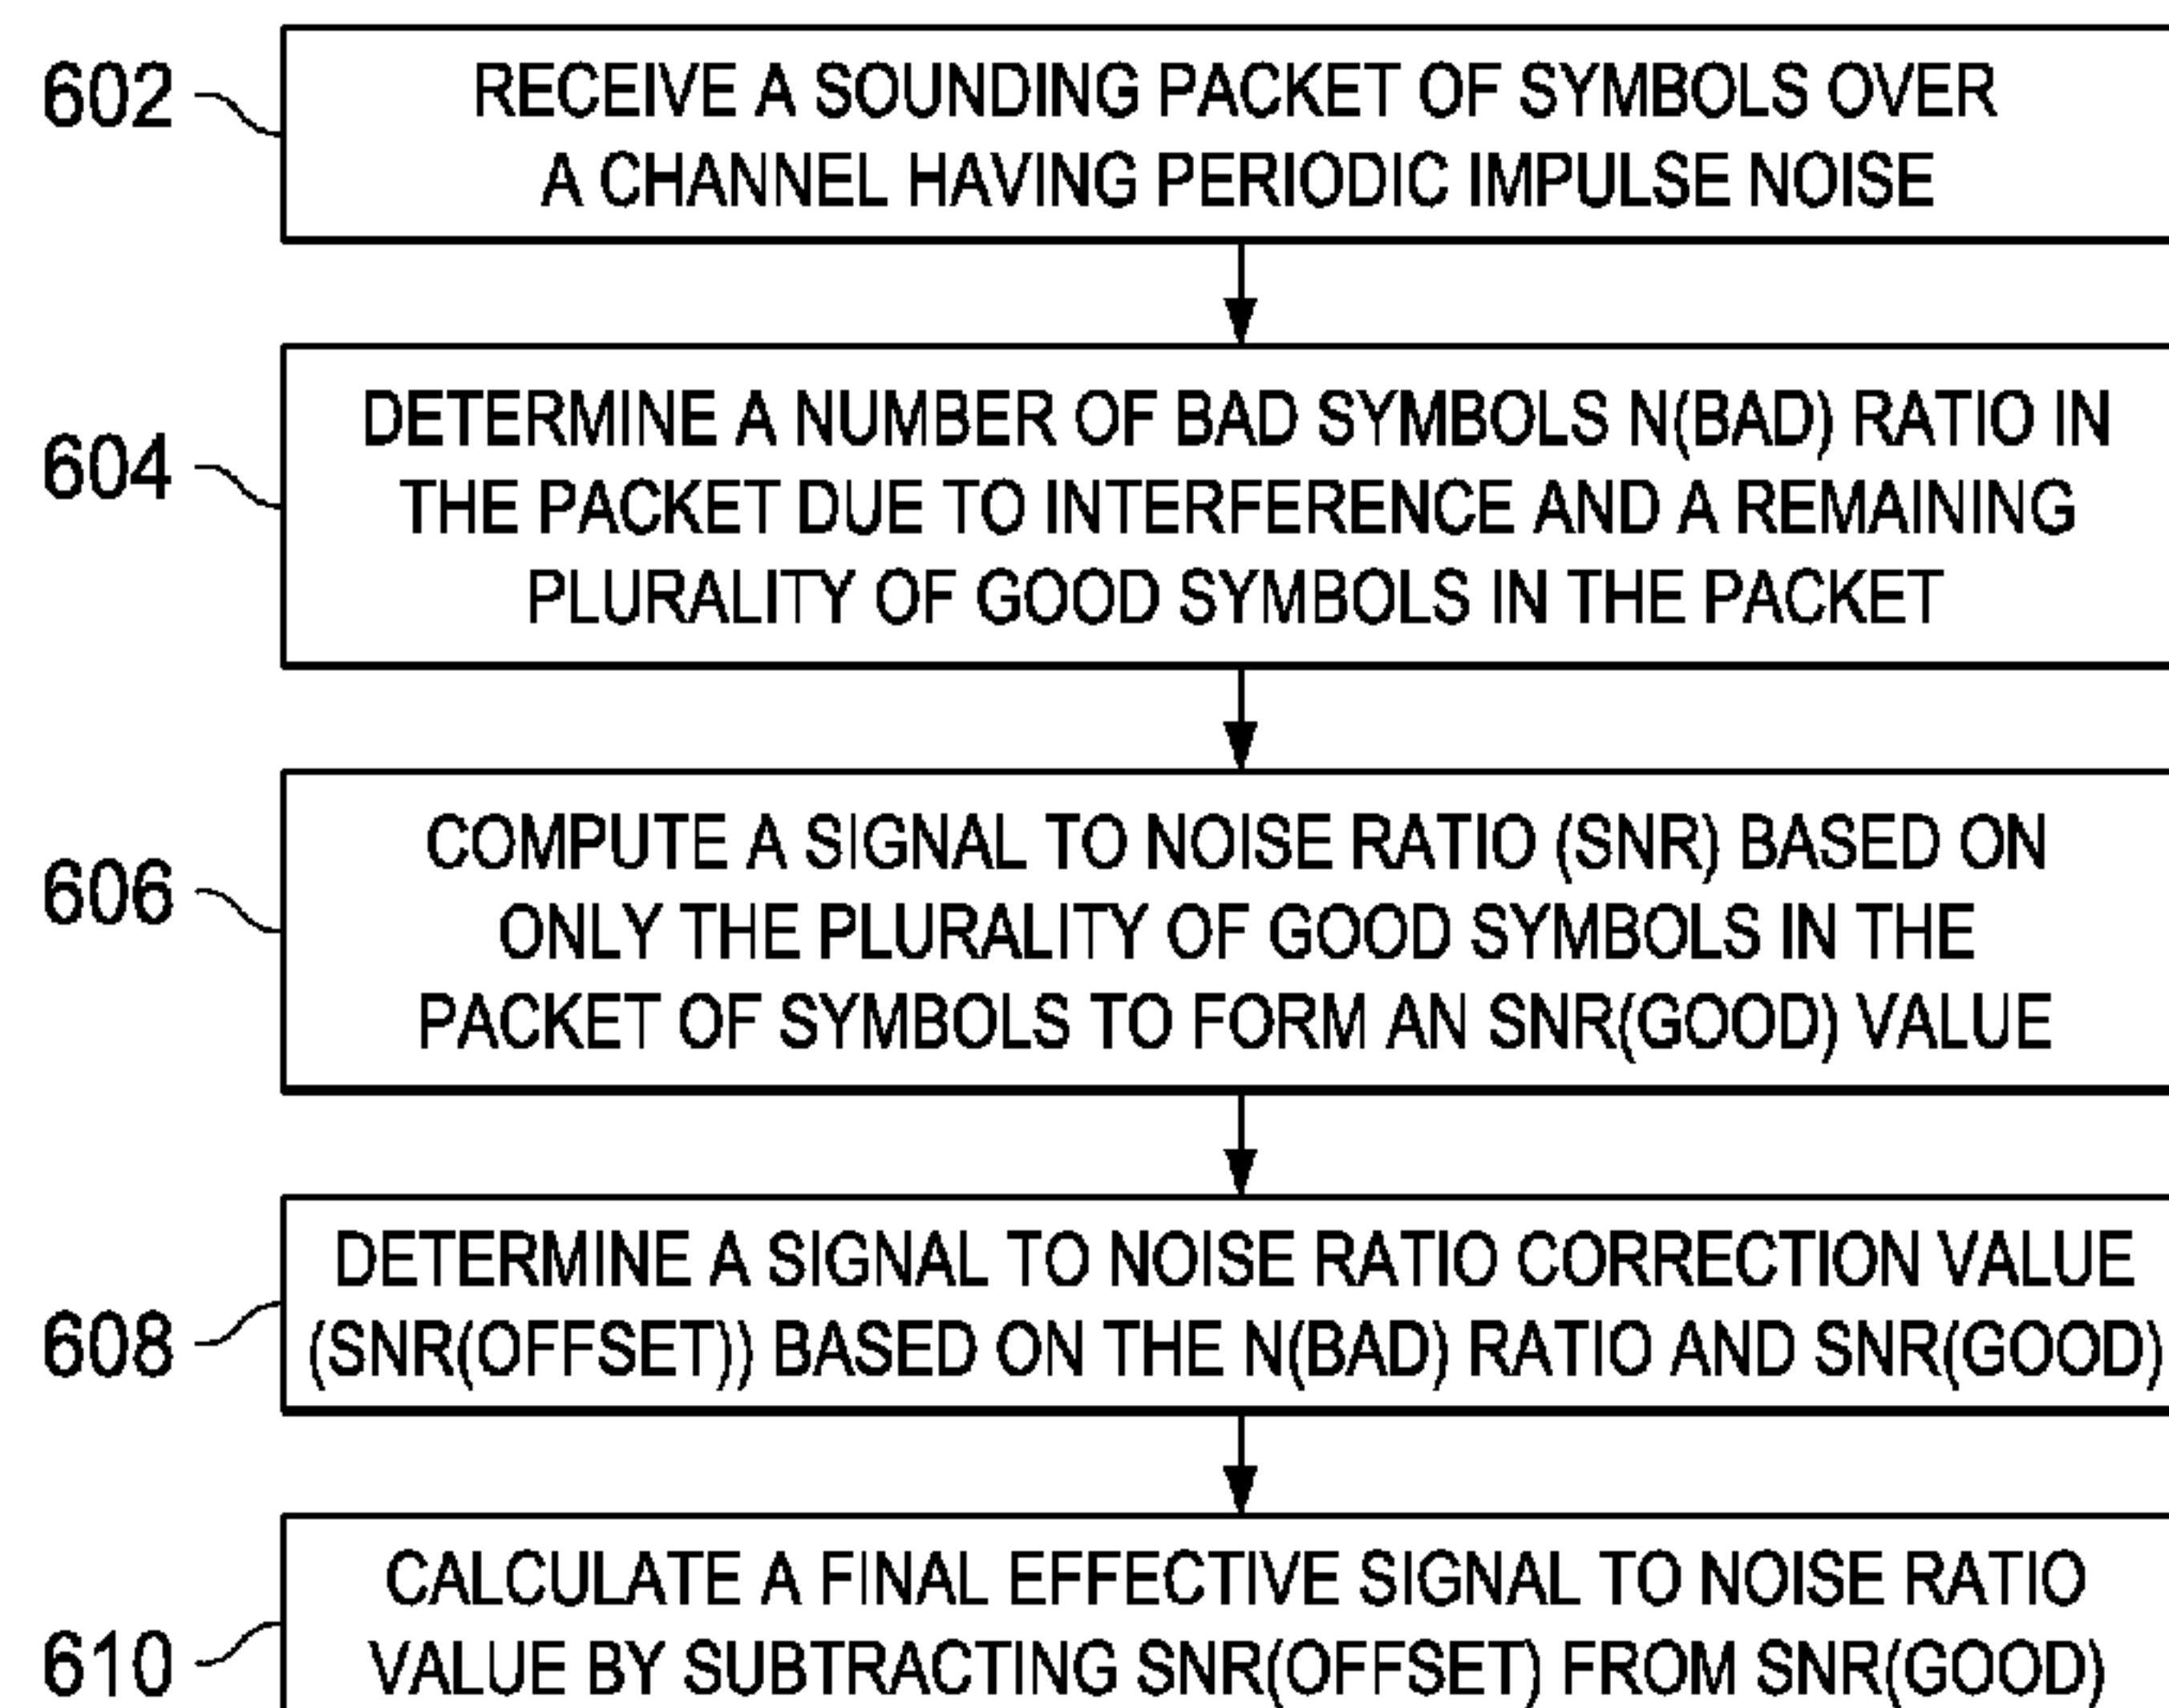 602
RECEIVE A SOUNDING PACKET OF SYMBOLS OVER
A CHANNEL HAVING PERIODIC IMPULSE NOISE
604
DETERMINE A NUMBER OF BAD SYMBOLS N(BAD) RATIO IN
THE PACKET DUE TO INTERFERENCE AND A REMAINING
PLURALITY OF GOOD SYMBOLS IN THE PACKET
606
COMPUTE A SIGNAL TO NOISE RATIO (SNR) BASED ON
ONLY THE PLURALITY OF GOOD SYMBOLS IN THE
PACKET OF SYMBOLS TO FORM AN SNR(GOOD) VALUE
608
DETERMINE A SIGNAL TO NOISE RATIO CORRECTION VALUE
(SNR(OFFSET)) BASED ON THE N(BAD) RATIO AND SNR(GOOD)
610
CALCULATE A FINAL EFFECTIVE SIGNAL TO NOISE RATIO
VALUE BY SUBTRACTING SNR(OFFSET) FROM SNR(GOOD)